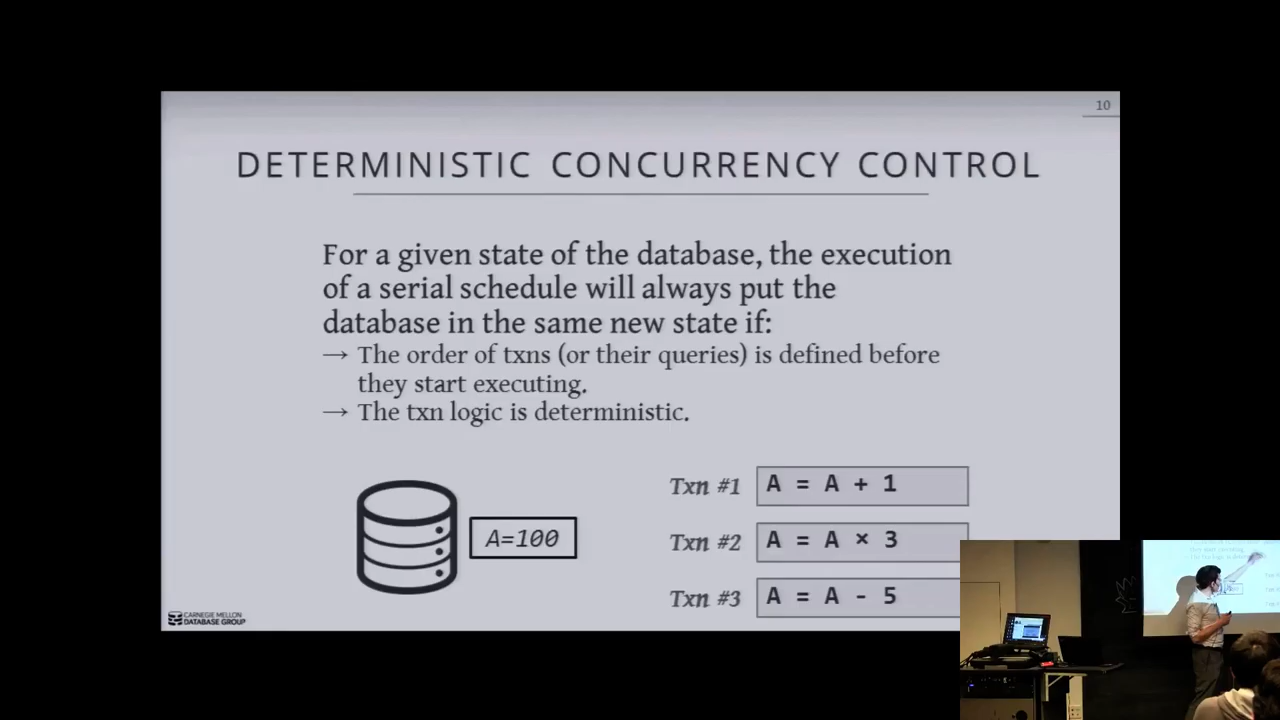 10
DETERMINISTIC CONCURRENCY CONTROL
For a given state of the database, the execution
of a serial schedule will always put the
database in the same new state if:
→ The order of txns (or their queries) is defined before
they start executing.
→ The txn logic is deterministic.
A=100
Txn #1 A = A + 1
Txn #2 A = A × 3
Txn #3 A = A - 5
CARNEGIE MELLON
DATABASE GROUP